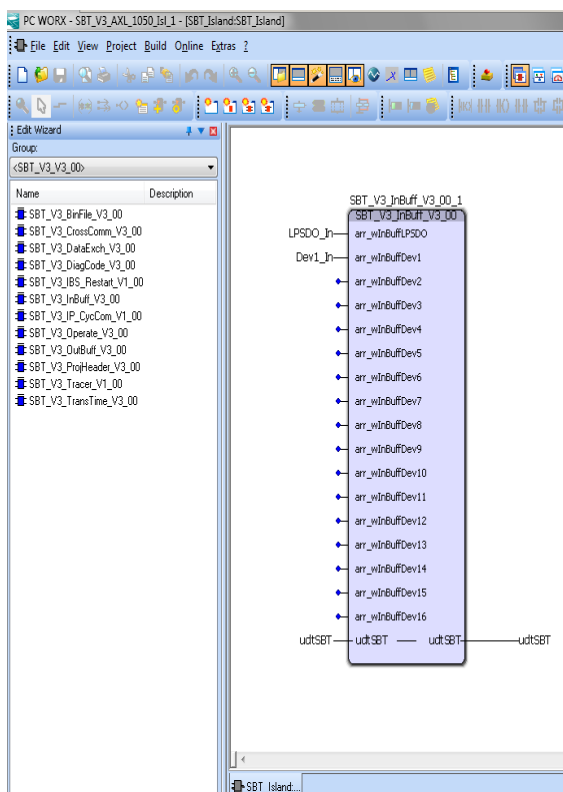 PC WORX - SBT_V3_AXL_1050_Isl_1 - [SBT_Island:SBT_Island]
File Edit View Project Build Online Extras ?
Edit Wizard
Group:
<SBT_V3_V3_00>
Name Description
SBT_V3_BinFile_V3_00
SBT_V3_CrossComm_V3_00
SBT_V3_DataExch_V3_00
SBT_V3_DiagCode_V3_00
SBT_V3_IBS_Restart_V1_00
SBT_V3_InBuff_V3_00
SBT_V3_IP_CycCom_V1_00
SBT_V3_Operate_V3_00
SBT_V3_OutBuff_V3_00
SBT_V3_ProjHeader_V3_00
SBT_V3_Tracer_V1_00
SBT_V3_TransTime_V3_00
SBT_V3_InBuff_V3_00_1
SBT_V3_InBuff_V3_00
LPSDO_In arr_wInBuffLPSDO
Dev1_In arr_wInBuffDev1
arr_wInBuffDev2
arr_wInBuffDev3
arr_wInBuffDev4
arr_wInBuffDev5
arr_wInBuffDev6
arr_wInBuffDev7
arr_wInBuffDev8
arr_wInBuffDev9
arr_wInBuffDev10
arr_wInBuffDev11
arr_wInBuffDev12
arr_wInBuffDev13
arr_wInBuffDev14
arr_wInBuffDev15
arr_wInBuffDev16
udtSBT udtSBT udtSBT udtSBT
SBT_Island:...